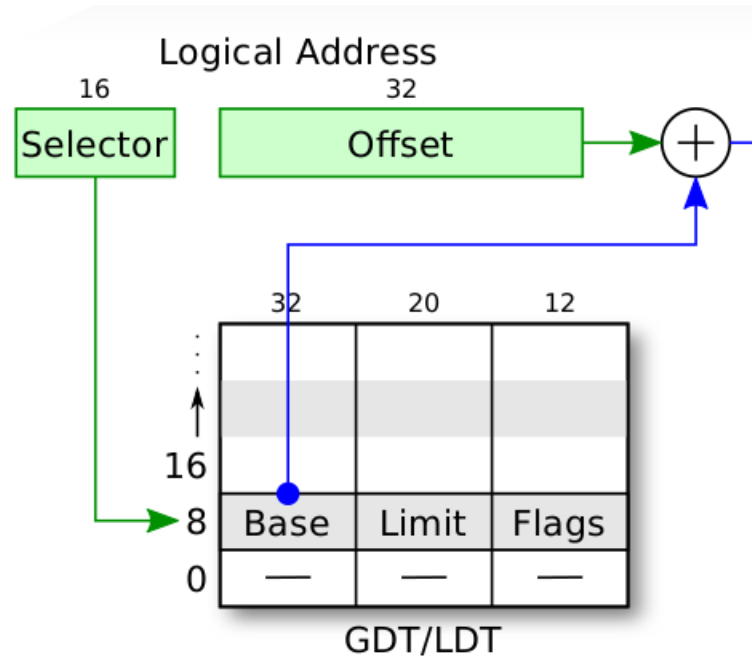 Logical Address
16 32
Selector Offset
+
32 20 12
16
8 Base Limit Flags
0 — — —
GDT/LDT